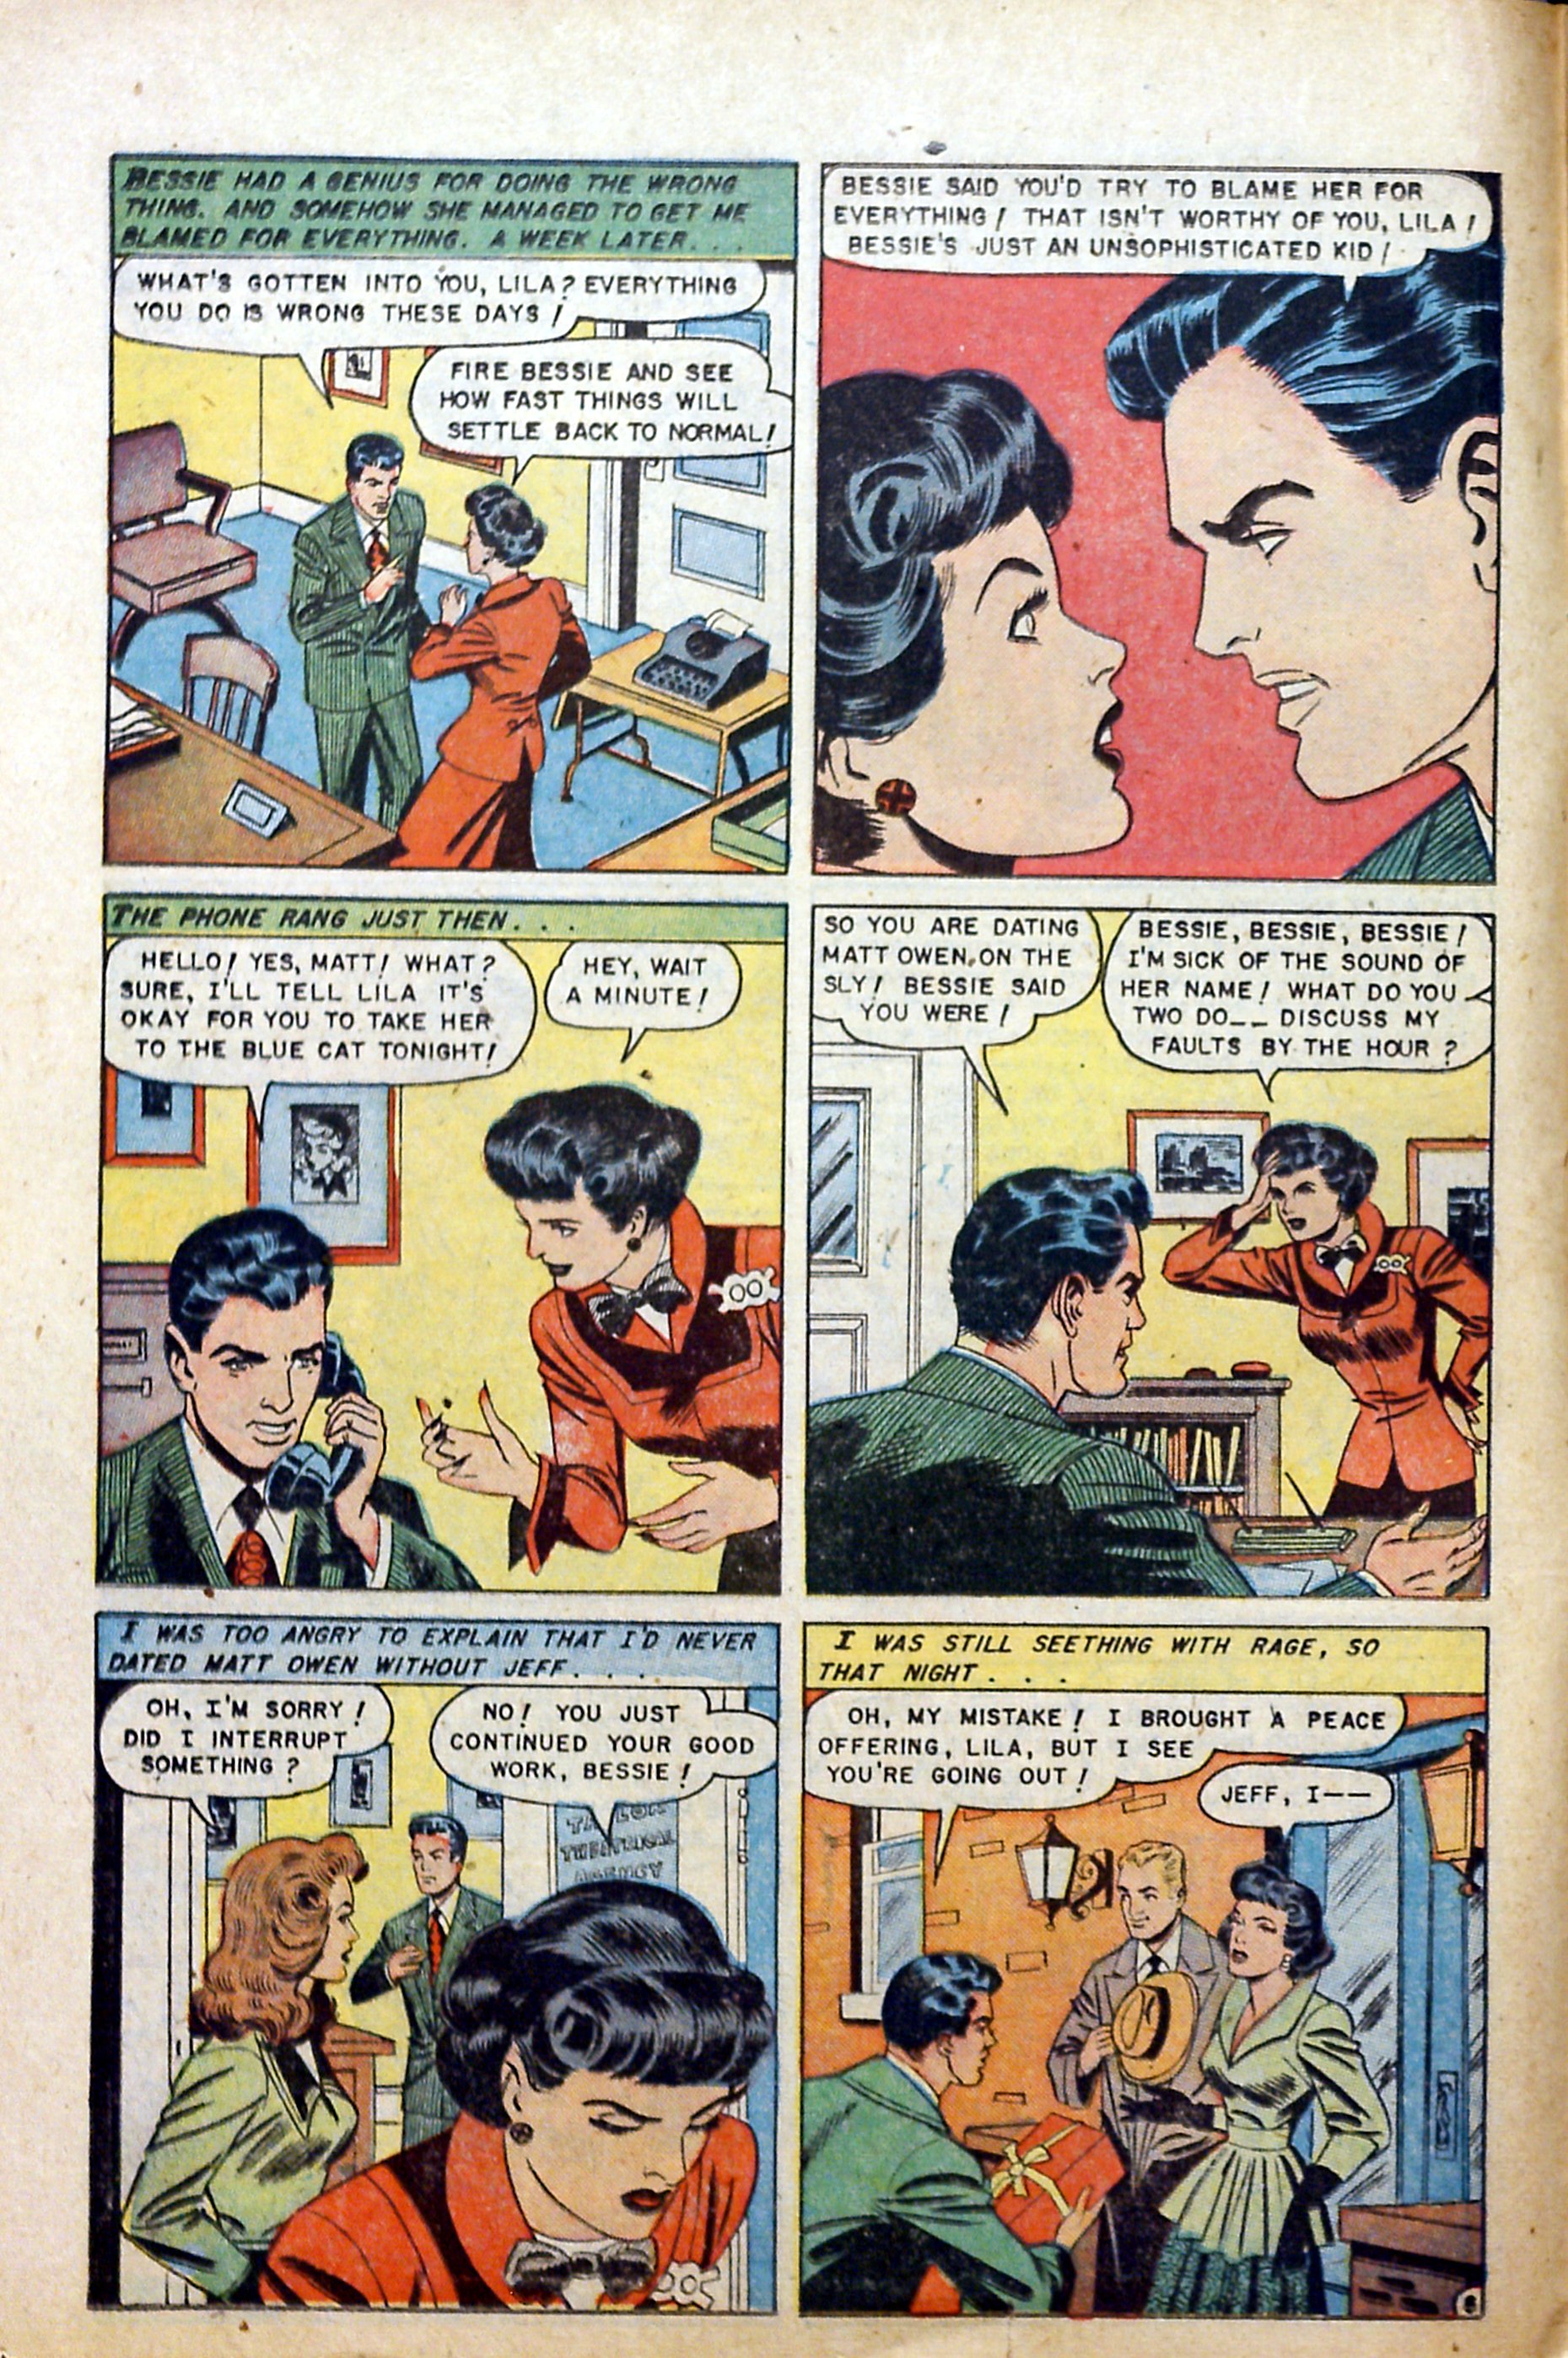 BESSIE HAD A GENIUS FOR DOING THE WRONG
THING. AND SOMEHOW SHE MANAGED TO GET ME
BLAMED FOR EVERYTHING. A WEEK LATER. . .
WHAT'S GOTTEN INTO YOU, LILA? EVERYTHING
YOU DO IS WRONG THESE DAYS!
FIRE BESSIE AND SEE
HOW FAST THINGS WILL
SETTLE BACK TO NORMAL!
BESSIE SAID YOU'D TRY TO BLAME HER FOR
EVERYTHING! THAT ISN'T WORTHY OF YOU, LILA!
BESSIE'S JUST AN UNSOPHISTICATED KID!
THE PHONE RANG JUST THEN. . .
HELLO! YES, MATT! WHAT?
SURE, I'LL TELL LILA IT'S
OKAY FOR YOU TO TAKE HER
TO THE BLUE CAT TONIGHT!
HEY, WAIT
A MINUTE!
SO YOU ARE DATING
MATT OWEN ON THE
SLY! BESSIE SAID
YOU WERE!
BESSIE, BESSIE, BESSIE!
I'M SICK OF THE SOUND OF
HER NAME! WHAT DO YOU
TWO DO-- DISCUSS MY
FAULTS BY THE HOUR?
I WAS TOO ANGRY TO EXPLAIN THAT I'D NEVER
DATED MATT OWEN WITHOUT JEFF. . . .
OH, I'M SORRY!
DID I INTERRUPT
SOMETHING?
NO! YOU JUST
CONTINUED YOUR GOOD
WORK, BESSIE!
THEATRICAL
AGENCY
I WAS STILL SEETHING WITH RAGE, SO
THAT NIGHT . . .
OH, MY MISTAKE! I BROUGHT A PEACE
OFFERING, LILA, BUT I SEE
YOU'RE GOING OUT!
JEFF, I--